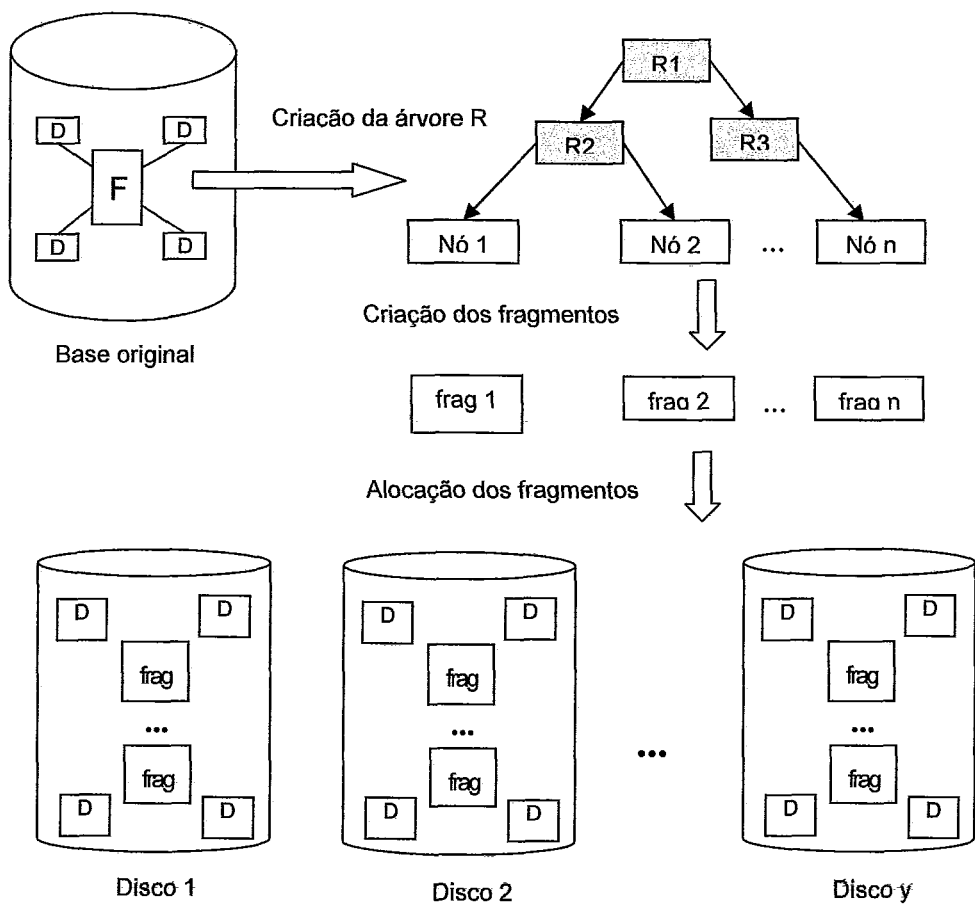 R1
D D
Criação da árvore R
R2 R3
F
D D
Nó 1 Nó 2 ... Nó n
Criação dos fragmentos
Base original
frag 1 frag 2 ... frag n
Alocação dos fragmentos
D D D D D D
frag frag frag
... ... ...
...
frag frag frag
D D D D D D
Disco 1 Disco 2 Disco y